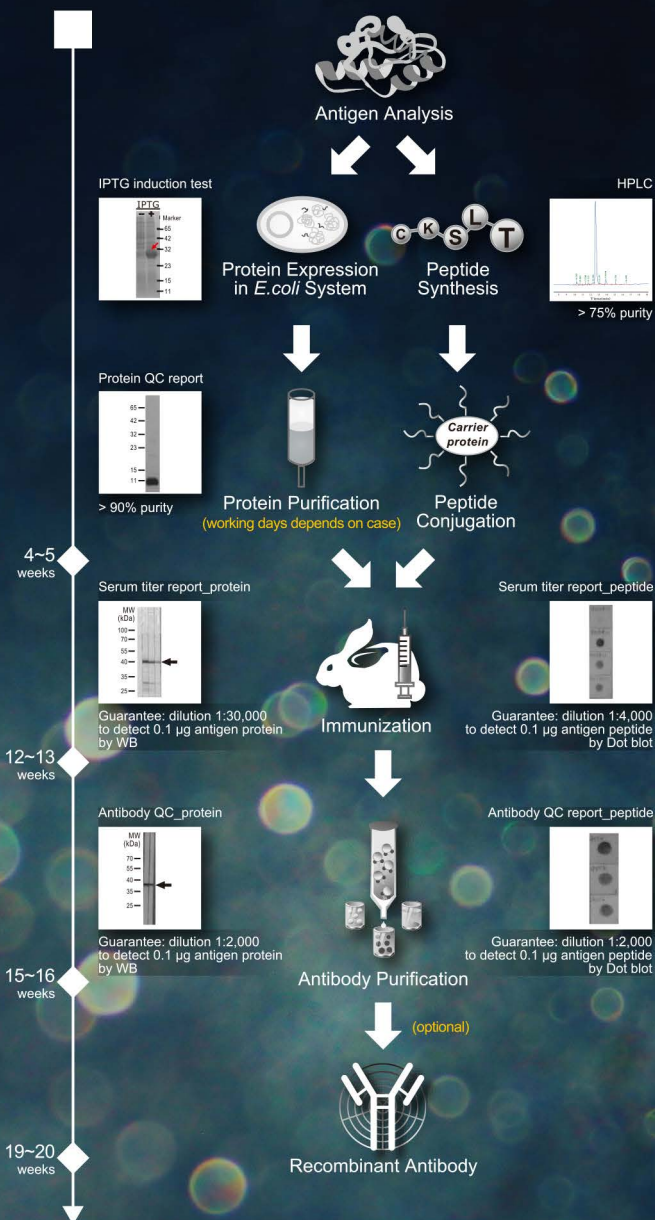 Antigen Analysis
IPTG induction test
IPTG
− +
Marker
65
42
32
23
15
11
Protein Expression
in E.coli System
C K S L T
Peptide
Synthesis
HPLC
> 75% purity
Protein QC report
65
42
32
23
15
11
> 90% purity
Protein Purification
(working days depends on case)
Carrier
protein
Peptide
Conjugation
4~5
weeks
Serum titer report_protein
MW
(kDa)
100
70
55
40
35
25
Guarantee: dilution 1:30,000
to detect 0.1 µg antigen protein
by WB
Immunization
Serum titer report_peptide
Guarantee: dilution 1:4,000
to detect 0.1 µg antigen peptide
by Dot blot
12~13
weeks
Antibody QC_protein
MW
(kDa)
70
55
40
35
25
Guarantee: dilution 1:2,000
to detect 0.1 µg antigen protein
by WB
Antibody Purification
Antibody QC report_peptide
Guarantee: dilution 1:2,000
to detect 0.1 µg antigen peptide
by Dot blot
15~16
weeks
(optional)
Recombinant Antibody
19~20
weeks